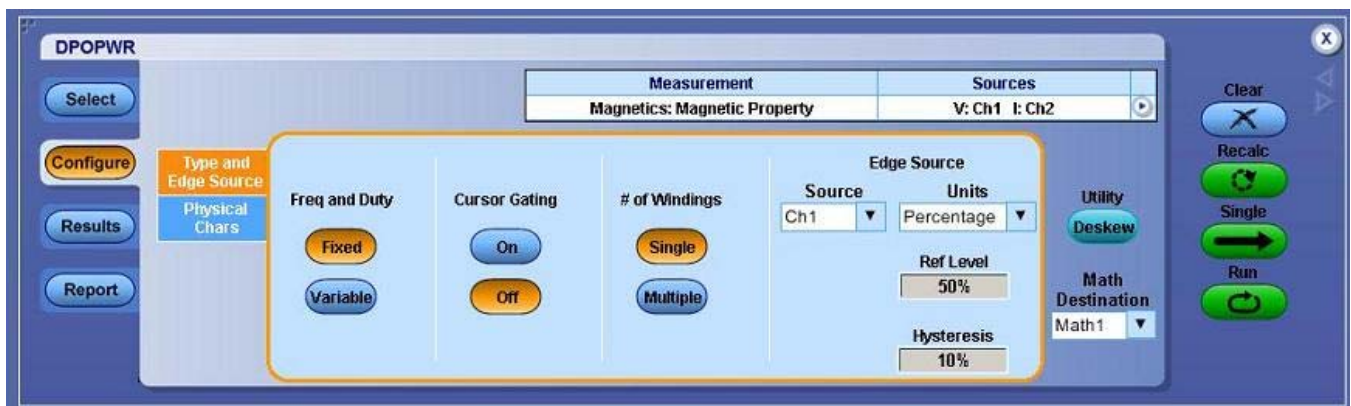 DPOPWR
X
Select
Configure
Results
Report
Measurement
Sources
Magnetics: Magnetic Property
V: Ch1 I: Ch2
Type and
Edge Source
Physical
Chars
Freq and Duty
Fixed
Variable
Cursor Gating
On
Off
# of Windings
Single
Multiple
Edge Source
Source
Ch1
Units
Percentage
Ref Level
50%
Hysteresis
10%
Utility
Deskew
Math
Destination
Math1
Clear
Recalc
Single
Run